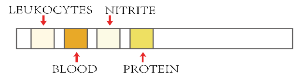 LEUKOCYTES NITRITE
BLOOD PROTEIN